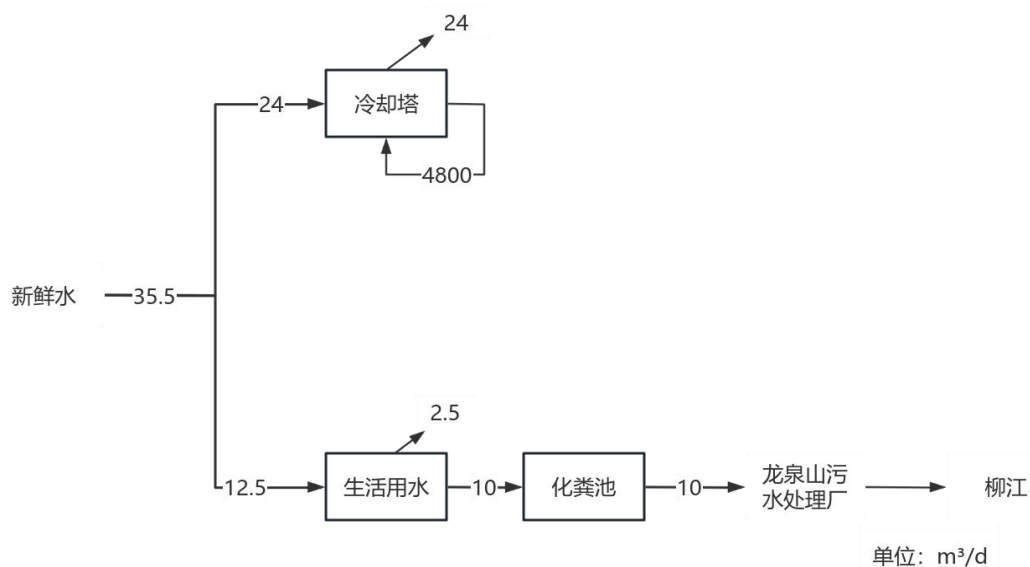 24
24
冷却塔
4800
新鲜水
35.5
2.5
12.5
生活用水
10
化粪池
10
龙泉山污
水处理厂
柳江
单位：m³/d